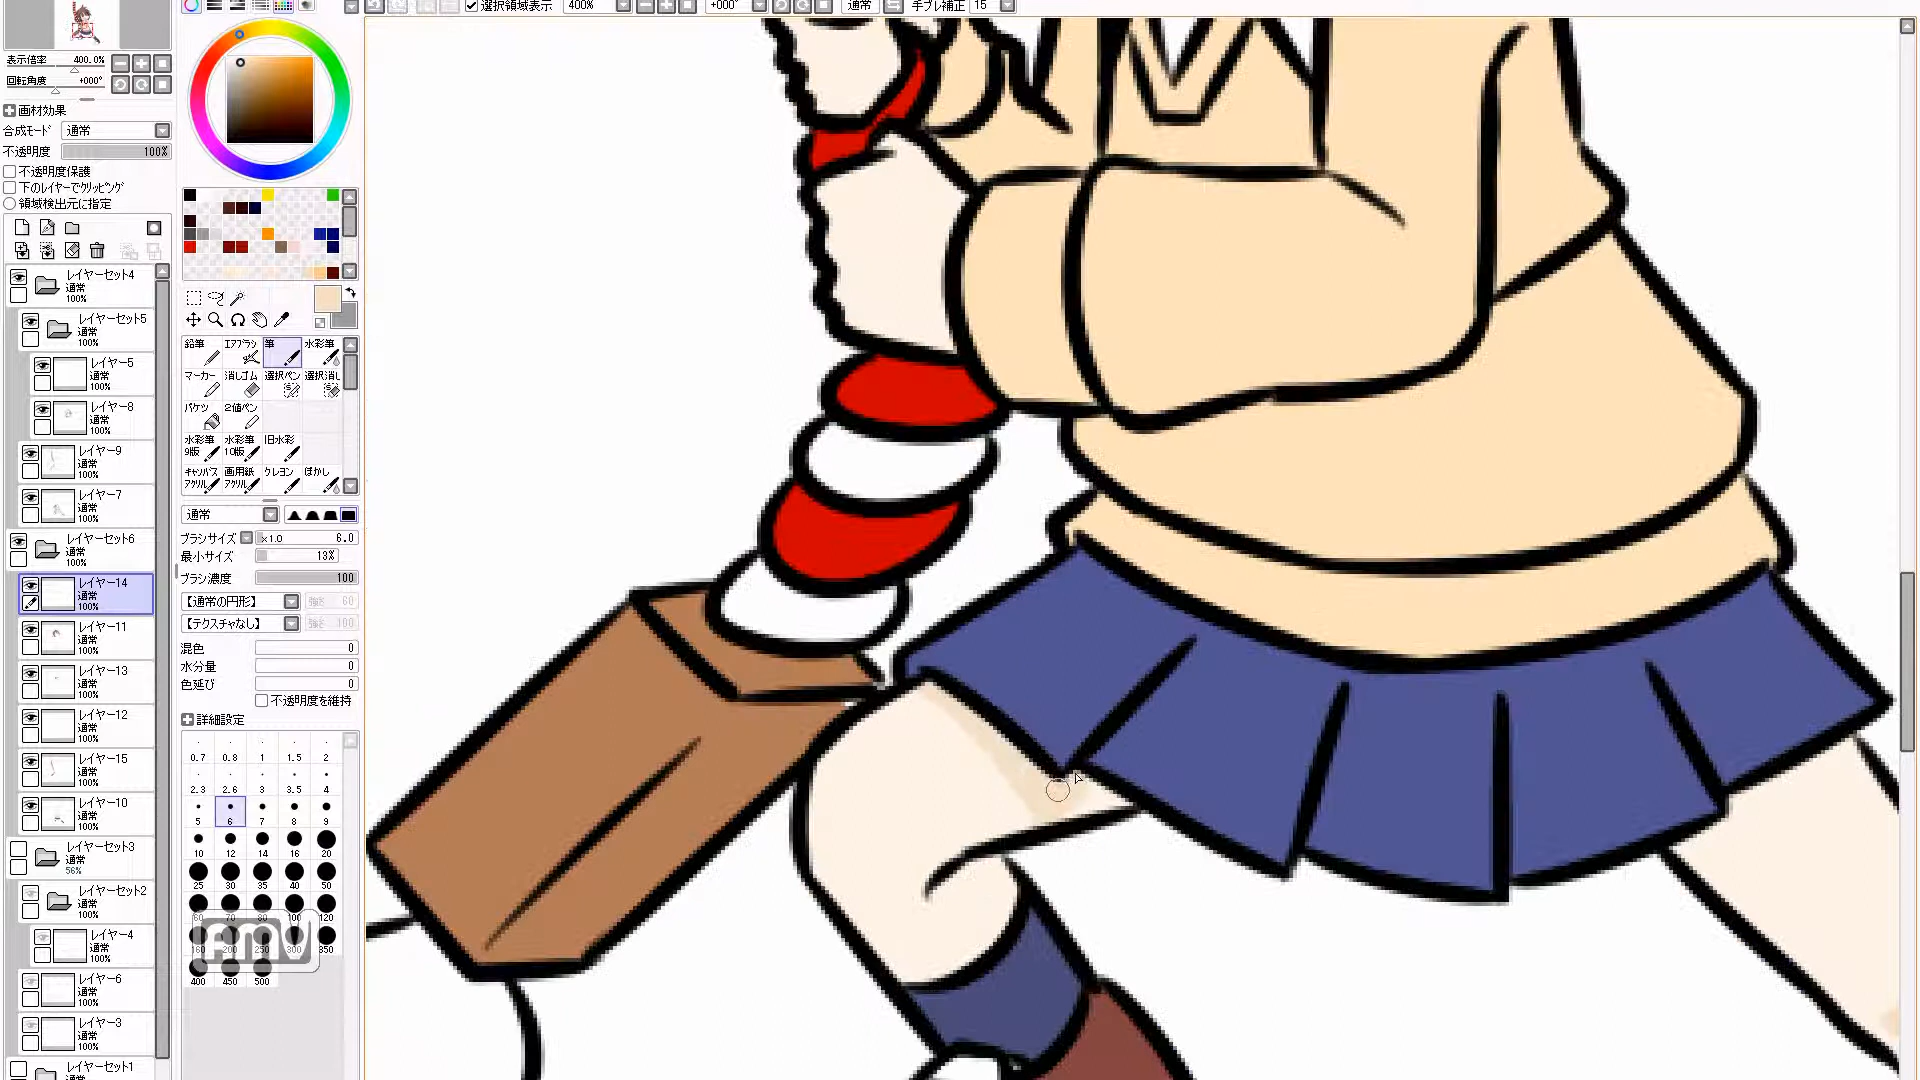 選択領域表示 400% +000° 通常 手ブレ補正 15
表示倍率 400.0%
回転角度 +000°
画材効果
合成モード 通常
不透明度 100%
不透明度保護
下のレイヤーでクリッピング
領域検出元に指定
レイヤーセット4
通常
100%
レイヤーセット5
通常
100%
レイヤー5
通常
100%
レイヤー8
通常
100%
レイヤー9
通常
100%
レイヤー7
通常
100%
レイヤーセット6
通常
100%
レイヤー14
通常
100%
レイヤー11
通常
100%
レイヤー13
通常
100%
レイヤー12
通常
100%
レイヤー15
通常
100%
レイヤー10
通常
100%
レイヤーセット3
通常
56%
レイヤーセット2
通常
100%
レイヤー4
通常
100%
レイヤー6
通常
100%
レイヤー3
通常
100%
レイヤーセット1
通常
鉛筆 エアブラシ 筆 水彩筆
マーカー 消しゴム 選択ペン 選択消し
バケツ 2値ペン
水彩筆 水彩筆 旧水彩
9版 10版
キャンバス 画用紙 クレヨン ぼかし
アクリル アクリル
通常
ブラシサイズ x1.0 6.0
最小サイズ 13%
ブラシ濃度 100
【通常の円形】 強さ 60
【テクスチャなし】 強さ 100
混色 0
水分量 0
色延び 0
不透明度を維持
詳細設定
0.7 0.8 1 1.5 2
2.3 2.6 3 3.5 4
5 6 7 8 9
10 12 14 16 20
25 30 35 40 50
60 70 80 100 120
160 200 250 300 350
400 450 500
AMV